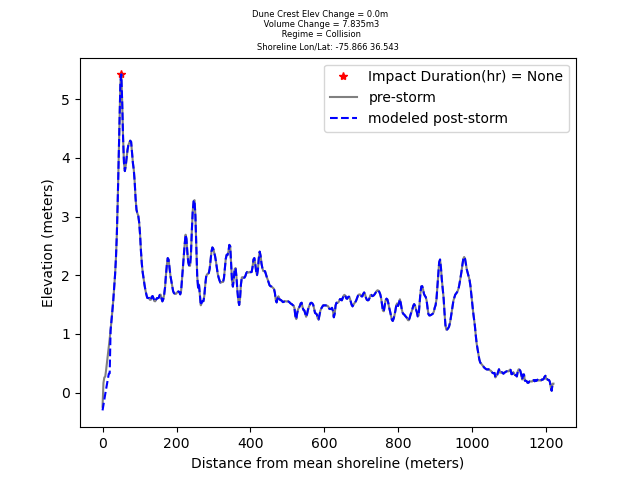 Dune Crest Elev Change = 0.0m
Volume Change = 7.835m3
Regime = Collision
Shoreline Lon/Lat: -75.866 36.543
Impact Duration(hr) = None
pre-storm
modeled post-storm
Elevation (meters)
5
4
3
2
1
0
0 200 400 600 800 1000 1200
Distance from mean shoreline (meters)